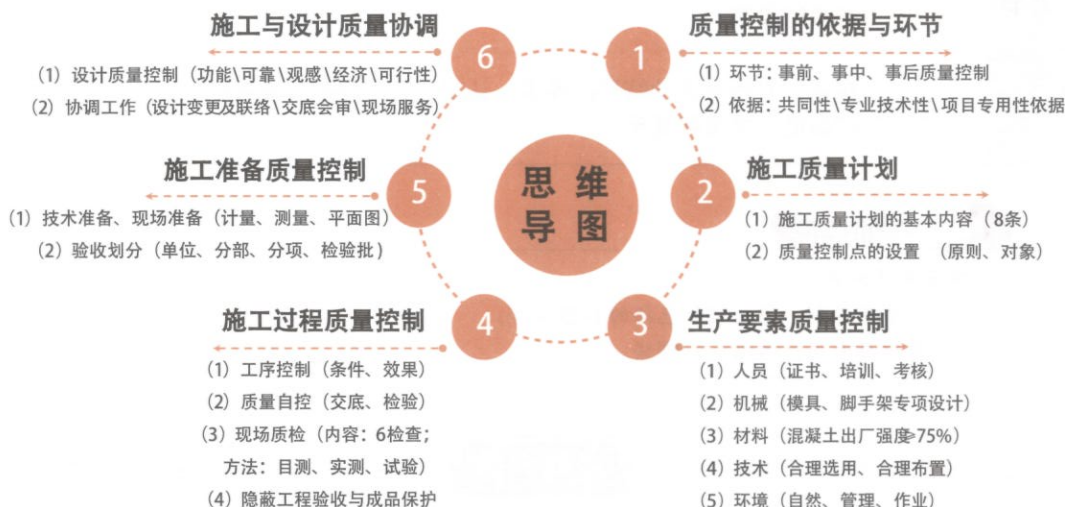 质量控制的依据与环节
1
(1) 环节：事前、事中、事后质量控制
(2) 依据：共同性\专业技术性\项目专用性依据
施工质量计划
2
(1) 施工质量计划的基本内容（8条）
(2) 质量控制点的设置 （原则、对象）
生产要素质量控制
3
(1) 人员（证书、培训、考核）
(2) 机械（模具、脚手架专项设计）
(3) 材料（混凝土出厂强度≥75%）
(4) 技术（合理选用、合理布置）
(5) 环境（自然、管理、作业）
施工过程质量控制
4
(1) 工序控制（条件、效果）
(2) 质量自控（交底、检验）
(3) 现场质检（内容：6检查；
方法：目测、实测、试验）
(4) 隐蔽工程验收与成品保护
施工准备质量控制
5
(1) 技术准备、现场准备（计量、测量、平面图）
(2) 验收划分（单位、分部、分项、检验批）
施工与设计质量协调
6
(1) 设计质量控制（功能\可靠\观感\经济\可行性）
(2) 协调工作（设计变更及联络\交底会审\现场服务）
思维
导图